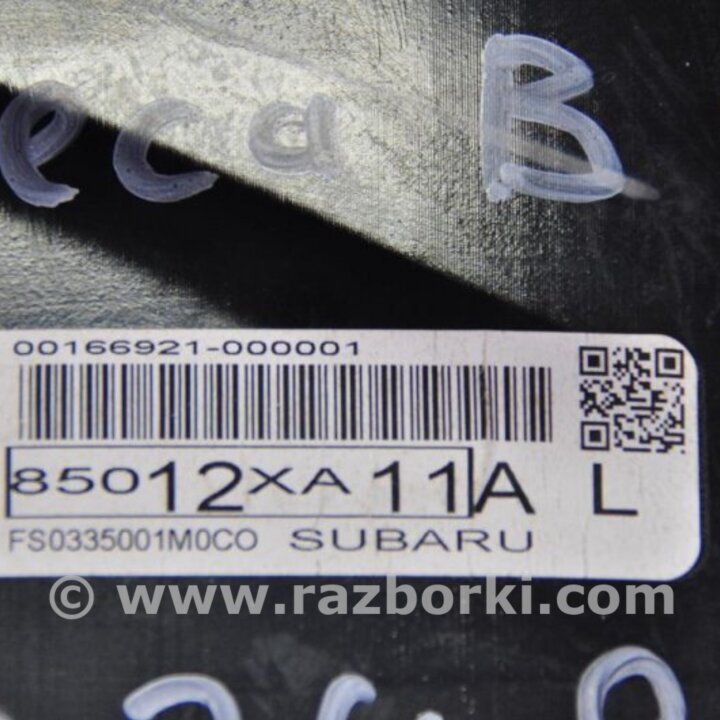 eca B
00166921-000001
85012XA11A L
FS0335001M0CO SUBARU
© www.razborki.com